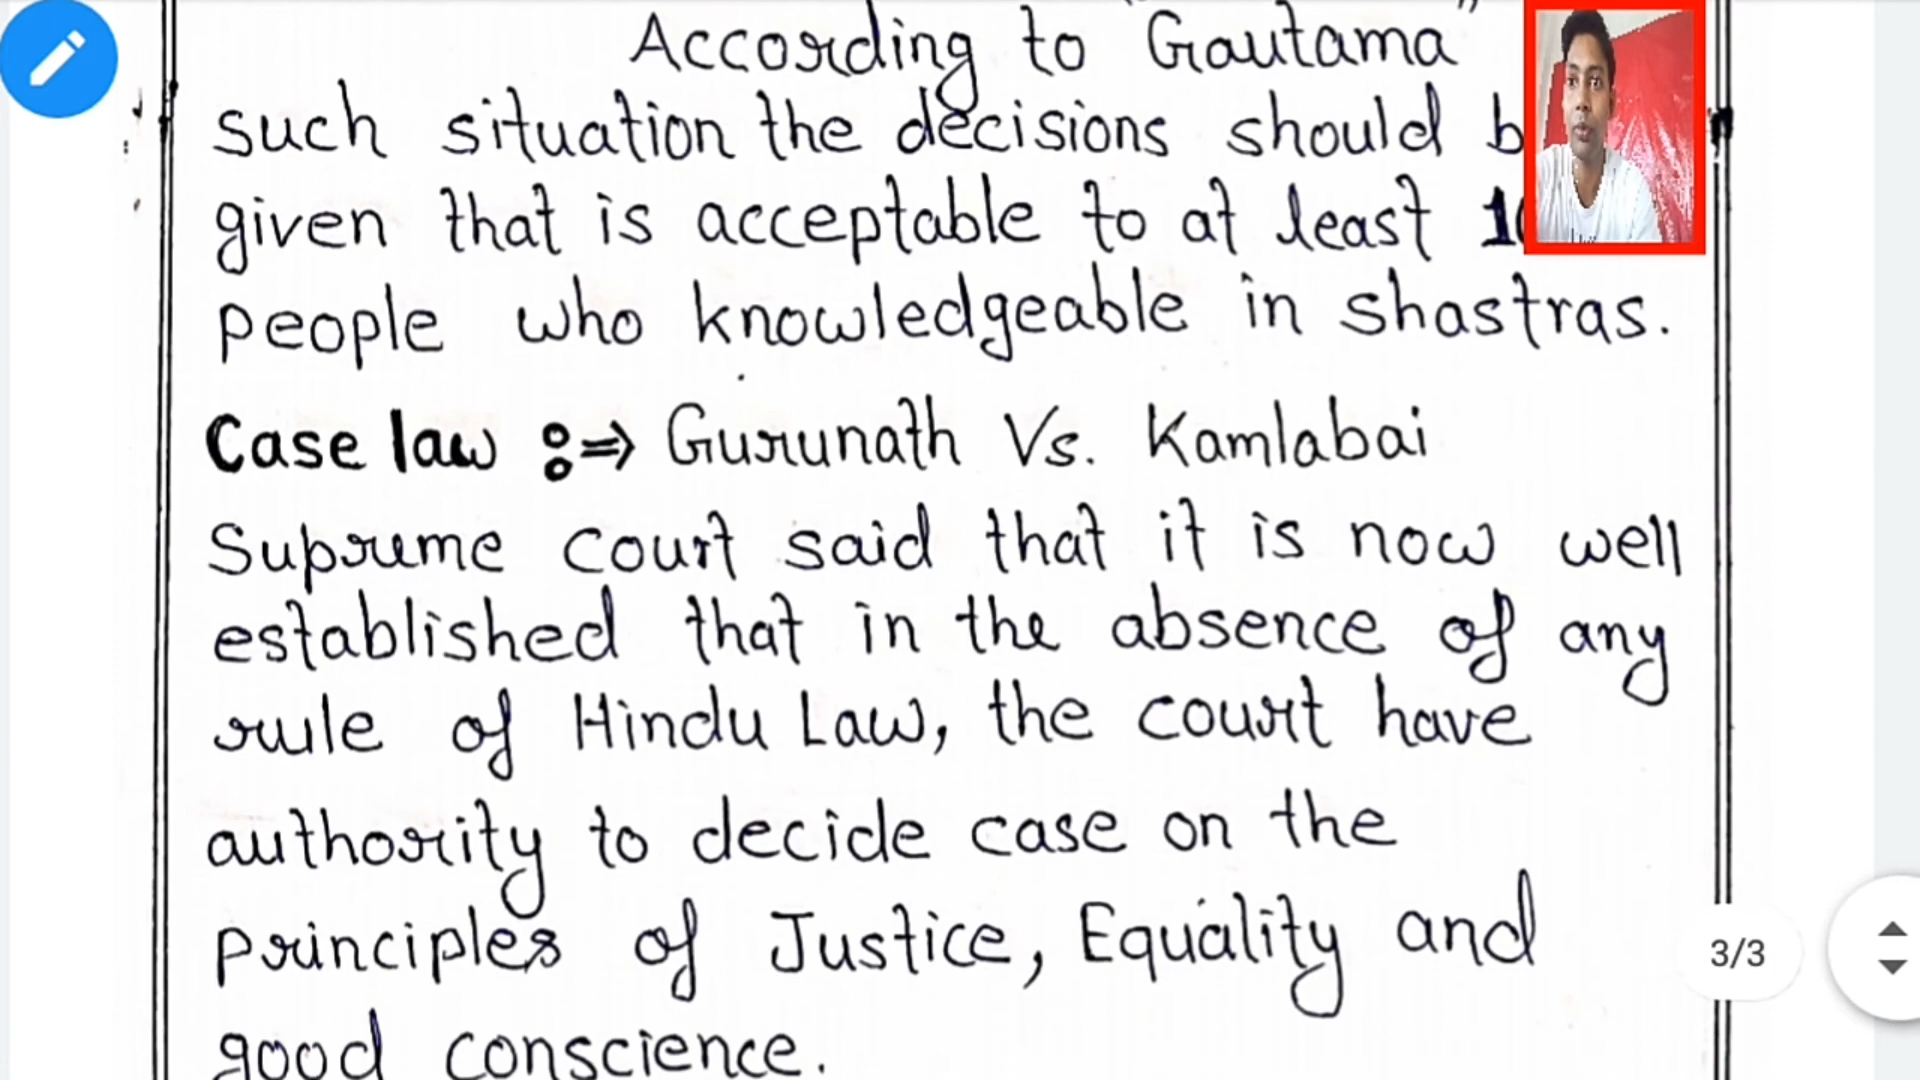 According to "Gautama"
such situation the decisions should b
given that is acceptable to at least
people who knowledgeable in shastras.
Case law :⇒ Gurunath Vs. Kamlabai
Supreme court said that it is now well
established that in the absence of any
rule of Hindu Law, the court have
authority to decide case on the
principles of Justice, Equality and
good conscience.
3/3